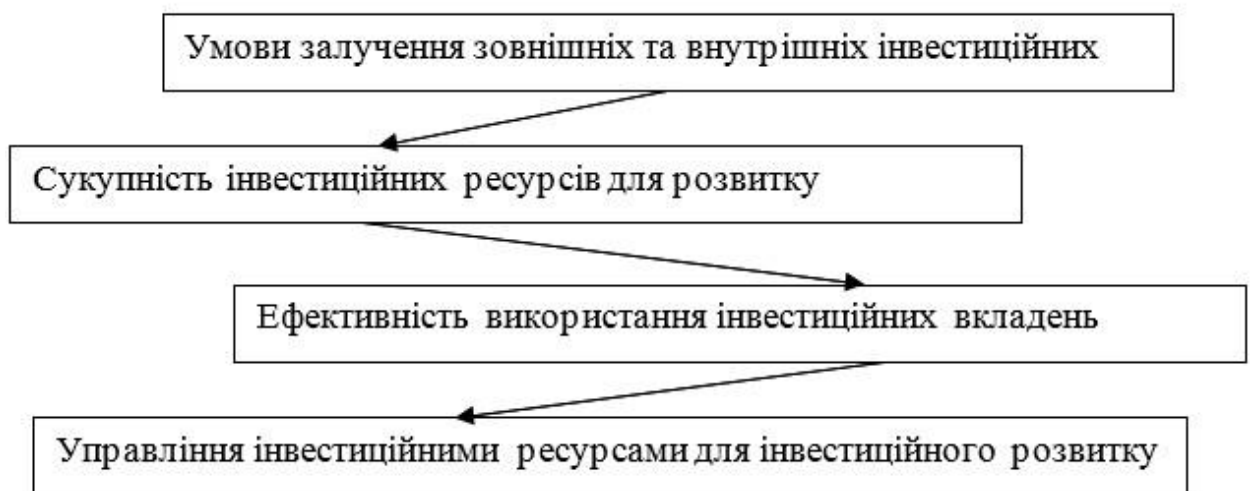 Умови залучення зовнішніх та внутрішніх інвестиційних
Сукупність інвестиційних ресурсів для розвитку
Ефективність використання інвестиційних вкладень
Управління інвестиційними ресурсами для інвестиційного розвитку